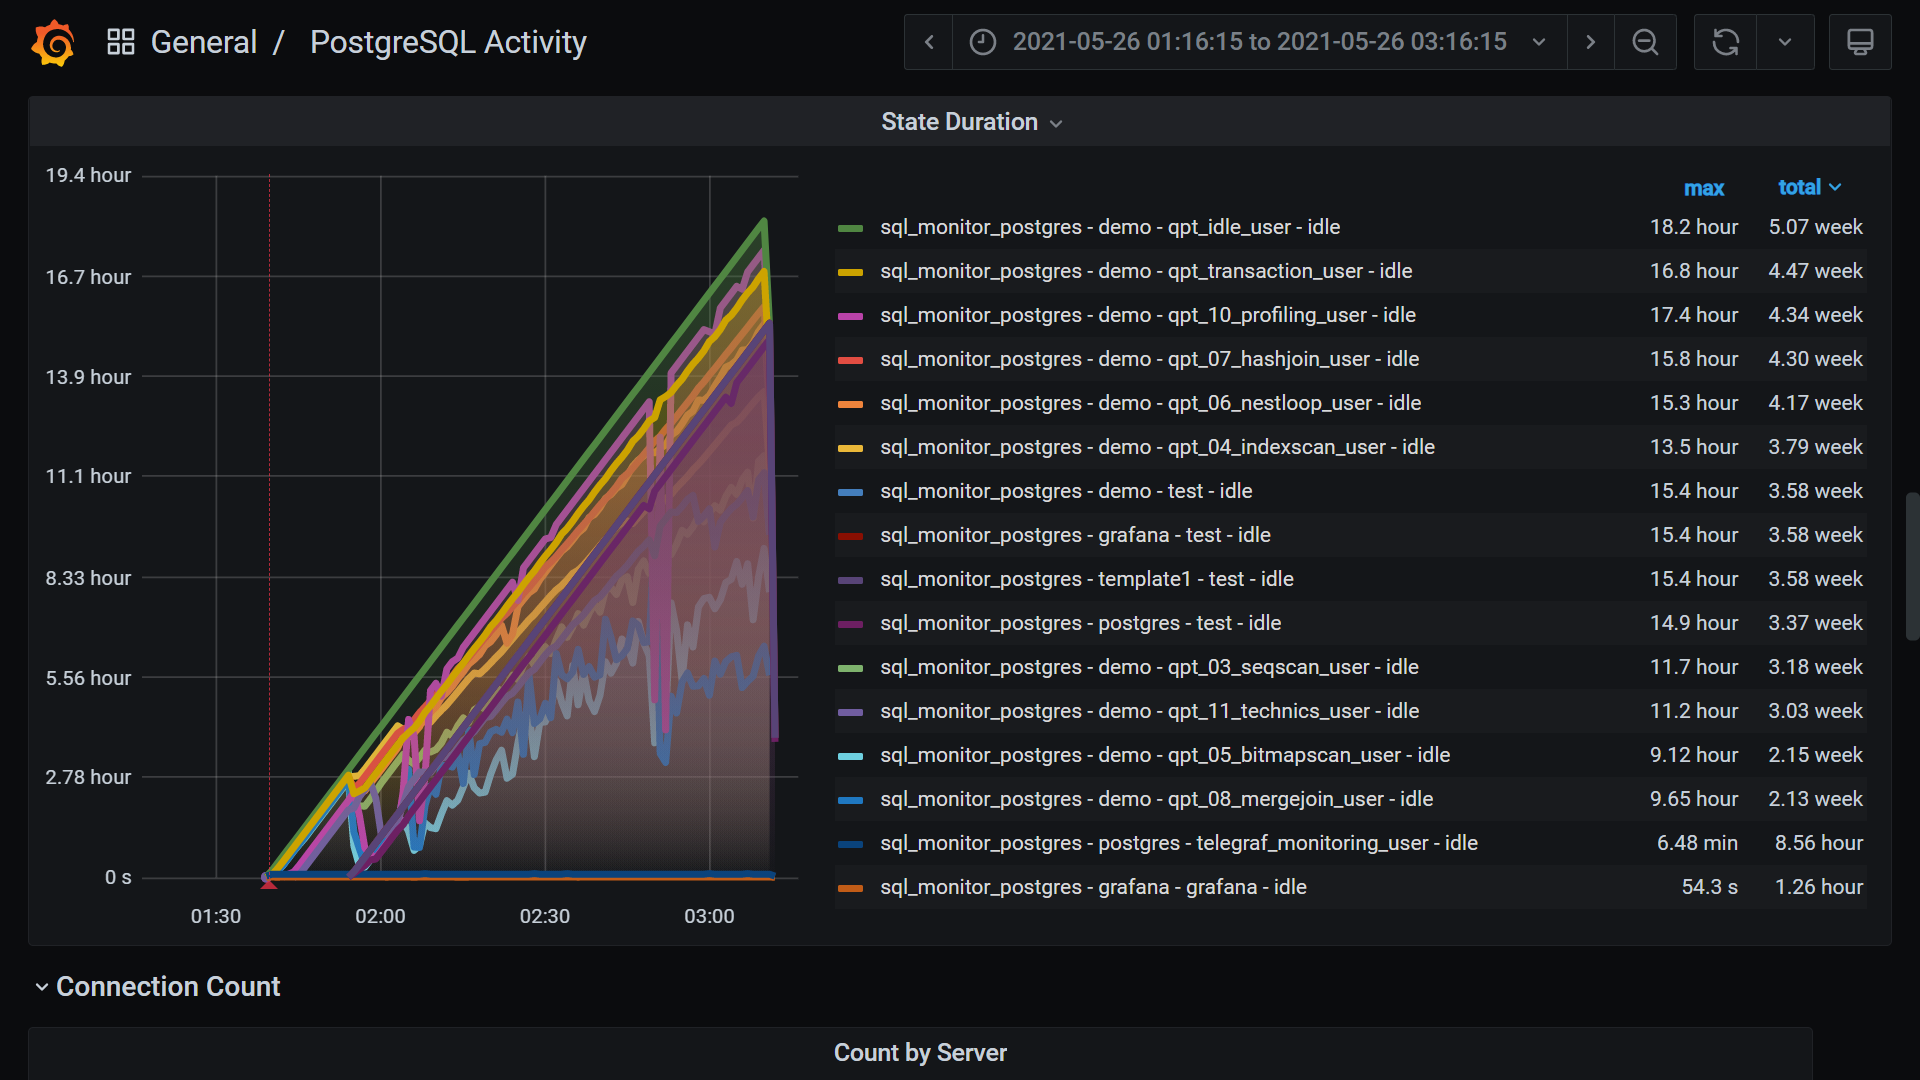 General / PostgreSQL Activity
2021-05-26 01:16:15 to 2021-05-26 03:16:15
State Duration
19.4 hour
16.7 hour
13.9 hour
11.1 hour
8.33 hour
5.56 hour
2.78 hour
0 s
01:30 02:00 02:30 03:00
max total
sql_monitor_postgres - demo - qpt_idle_user - idle 18.2 hour 5.07 week
sql_monitor_postgres - demo - qpt_transaction_user - idle 16.8 hour 4.47 week
sql_monitor_postgres - demo - qpt_10_profiling_user - idle 17.4 hour 4.34 week
sql_monitor_postgres - demo - qpt_07_hashjoin_user - idle 15.8 hour 4.30 week
sql_monitor_postgres - demo - qpt_06_nestloop_user - idle 15.3 hour 4.17 week
sql_monitor_postgres - demo - qpt_04_indexscan_user - idle 13.5 hour 3.79 week
sql_monitor_postgres - demo - test - idle 15.4 hour 3.58 week
sql_monitor_postgres - grafana - test - idle 15.4 hour 3.58 week
sql_monitor_postgres - template1 - test - idle 15.4 hour 3.58 week
sql_monitor_postgres - postgres - test - idle 14.9 hour 3.37 week
sql_monitor_postgres - demo - qpt_03_seqscan_user - idle 11.7 hour 3.18 week
sql_monitor_postgres - demo - qpt_11_technics_user - idle 11.2 hour 3.03 week
sql_monitor_postgres - demo - qpt_05_bitmapscan_user - idle 9.12 hour 2.15 week
sql_monitor_postgres - demo - qpt_08_mergejoin_user - idle 9.65 hour 2.13 week
sql_monitor_postgres - postgres - telegraf_monitoring_user - idle 6.48 min 8.56 hour
sql_monitor_postgres - grafana - grafana - idle 54.3 s 1.26 hour
Connection Count
Count by Server